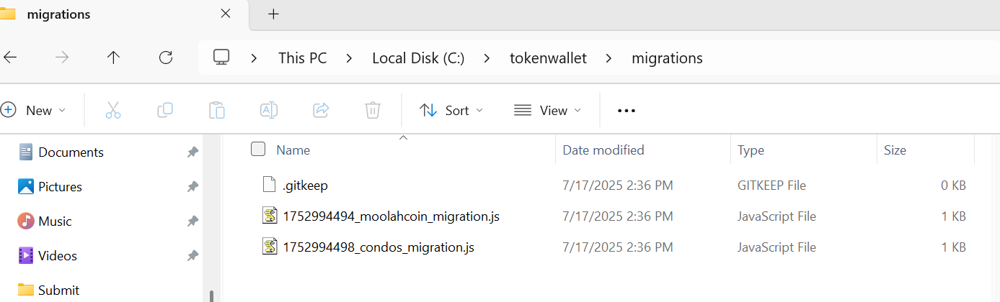 migrations
This PC > Local Disk (C:) > tokenwallet > migrations
New Sort View
Documents
Pictures
Music
Videos
Submit
Name Date modified Type Size
.gitkeep 7/17/2025 2:36 PM GITKEEP File 0 KB
1752994494_moolahcoin_migration.js 7/17/2025 2:36 PM JavaScript File 1 KB
1752994498_condos_migration.js 7/17/2025 2:36 PM JavaScript File 1 KB